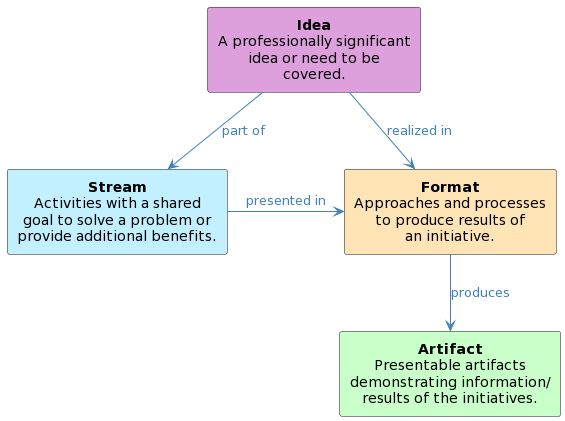 Idea
A professionally significant
idea or need to be
covered.
part of
realized in
Stream
Activities with a shared
goal to solve a problem or
provide additional benefits.
presented in
Format
Approaches and processes
to produce results of
an initiative.
produces
Artifact
Presentable artifacts
demonstrating information/
results of the initiatives.